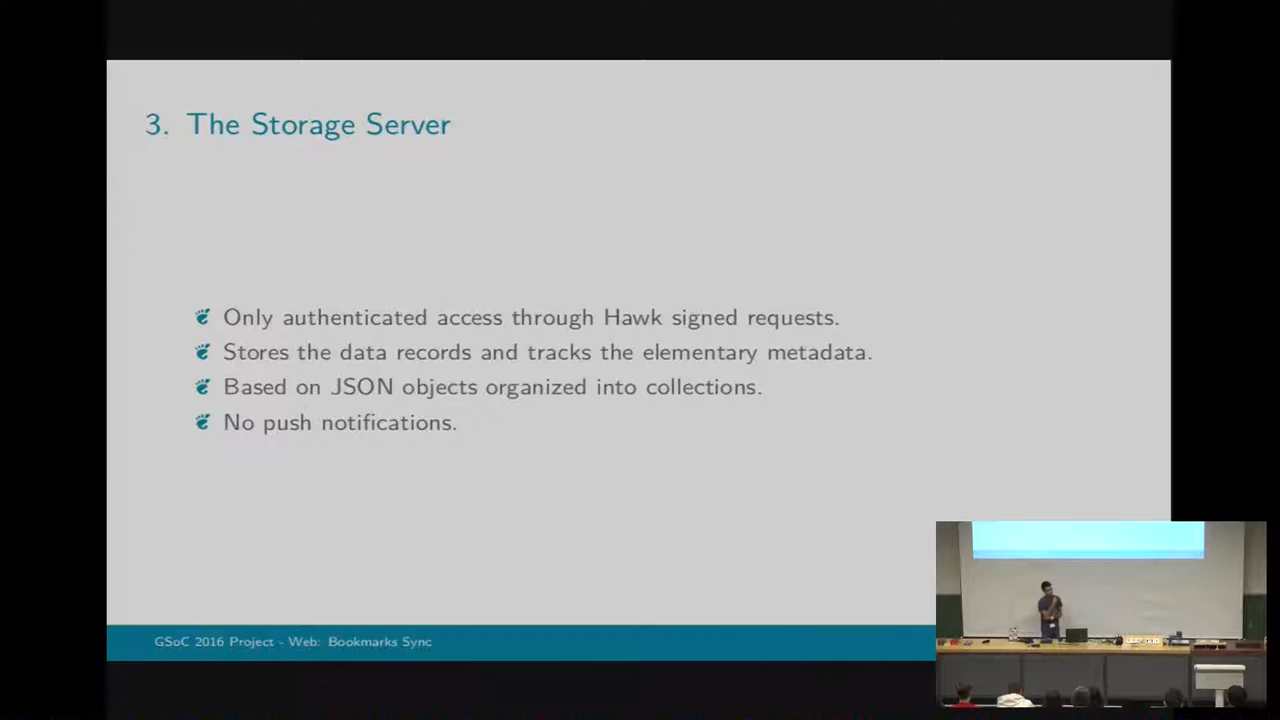 3. The Storage Server
Only authenticated access through Hawk signed requests.
Stores the data records and tracks the elementary metadata.
Based on JSON objects organized into collections.
No push notifications.
GSoC 2016 Project - Web: Bookmarks Sync